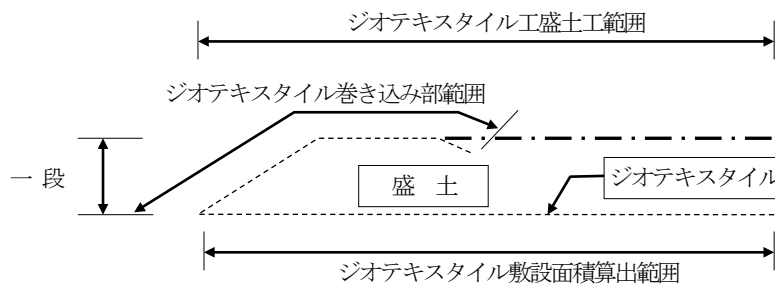 ジオテキスタイル工盛土工範囲
ジオテキスタイル巻き込み部範囲
一 段
盛 土
ジオテキスタイル
ジオテキスタイル敷設面積算出範囲